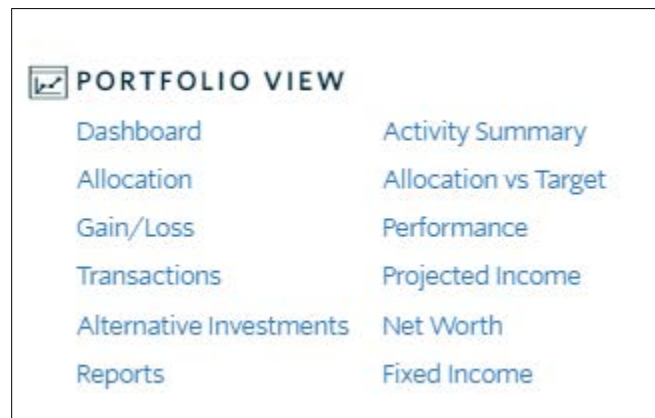 PORTFOLIO VIEW
Dashboard
Allocation
Gain/Loss
Transactions
Alternative Investments
Reports
Activity Summary
Allocation vs Target
Performance
Projected Income
Net Worth
Fixed Income